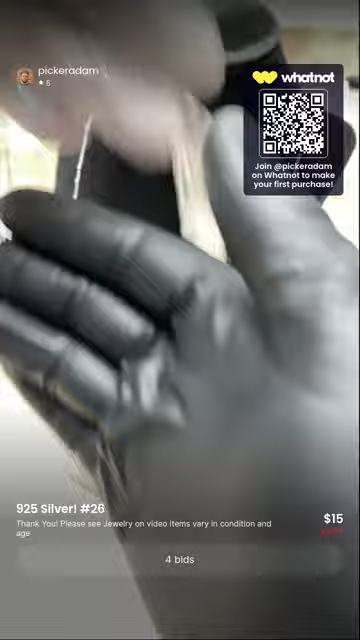 pickeradam
★ 5
whatnot
Join @pickeradam
on Whatnot to make
your first purchase!
925 Silver! #26
Thank You! Please see Jewelry on video items vary in condition and
age
$15
4 bids